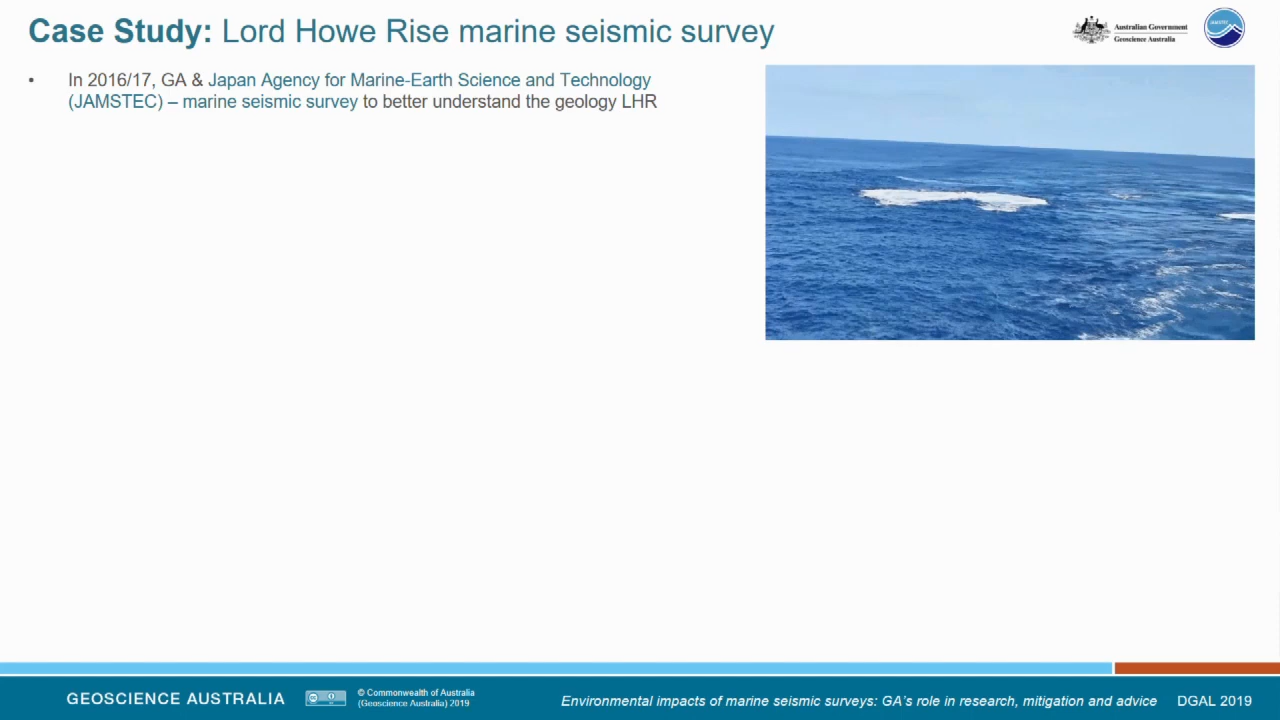 Case Study: Lord Howe Rise marine seismic survey
Australian Government
Geoscience Australia
JAMSTEC
• In 2016/17, GA & Japan Agency for Marine-Earth Science and Technology
(JAMSTEC) – marine seismic survey to better understand the geology LHR
GEOSCIENCE AUSTRALIA
© Commonwealth of Australia
(Geoscience Australia) 2019
Environmental impacts of marine seismic surveys: GA's role in research, mitigation and advice
DGAL 2019